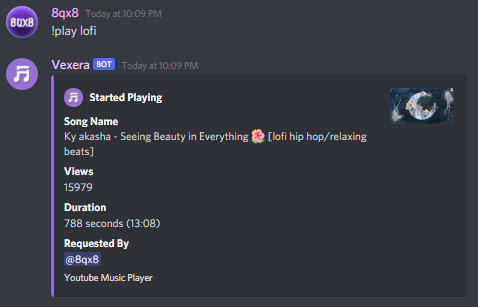 8qx8
8qx8 Today at 10:09 PM
!play lofi
Vexera BOT Today at 10:09 PM
Started Playing
Song Name
Ky akasha - Seeing Beauty in Everything 🌺 [lofi hip hop/relaxing
beats]
Views
15979
Duration
788 seconds (13:08)
Requested By
@8qx8
Youtube Music Player